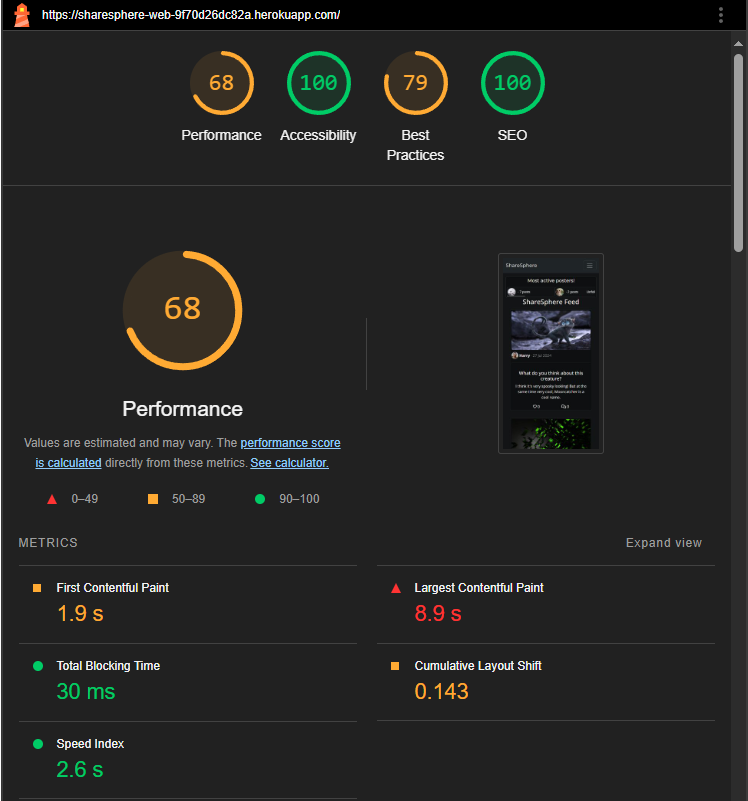 https://sharesphere-web-9f70d26dc82a.herokuapp.com/
68
100
79
100
Performance
Accessibility
Best
Practices
SEO
68
Performance
Values are estimated and may vary. The performance score
is calculated directly from these metrics. See calculator.
0–49
50–89
90–100
ShareSphere
Most active posters!
ShareSphere Feed
Harry
What do you think about this
creature?
METRICS
Expand view
First Contentful Paint
1.9 s
Largest Contentful Paint
8.9 s
Total Blocking Time
30 ms
Cumulative Layout Shift
0.143
Speed Index
2.6 s